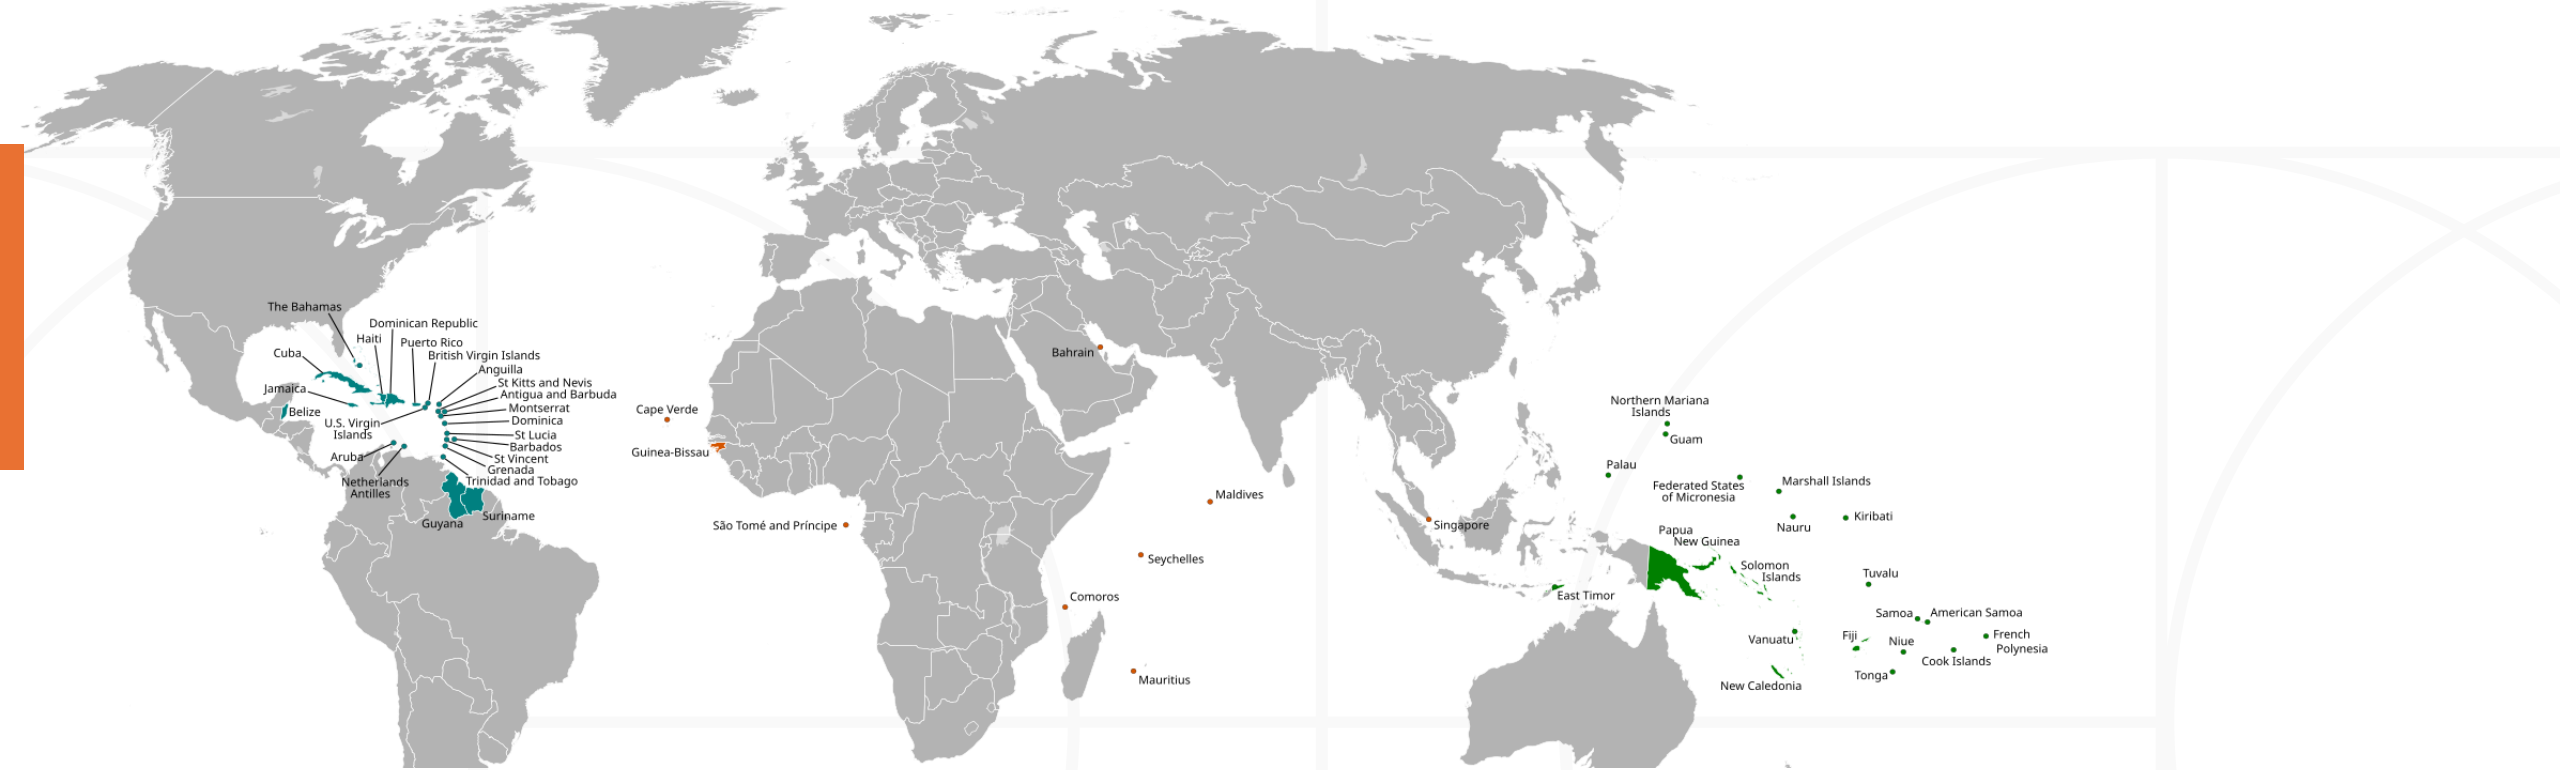 The Bahamas
Dominican Republic
Haiti
Puerto Rico
Cuba
British Virgin Islands
Anguilla
St Kitts and Nevis
Jamaica
Antigua and Barbuda
Belize
Montserrat
U.S. Virgin
Islands
Dominica
St Lucia
Barbados
Aruba
St Vincent
Grenada
Netherlands
Antilles
Trinidad and Tobago
Guyana
Suriname
Cape Verde
Guinea-Bissau
São Tomé and Príncipe
Bahrain
Maldives
Seychelles
Comoros
Mauritius
Singapore
Northern Mariana
Islands
Guam
Palau
Federated States
of Micronesia
Marshall Islands
Nauru
Kiribati
Papua
New Guinea
Solomon
Islands
East Timor
Tuvalu
Samoa
American Samoa
Vanuatu
Fiji
Niue
French
Polynesia
Cook Islands
Tonga
New Caledonia